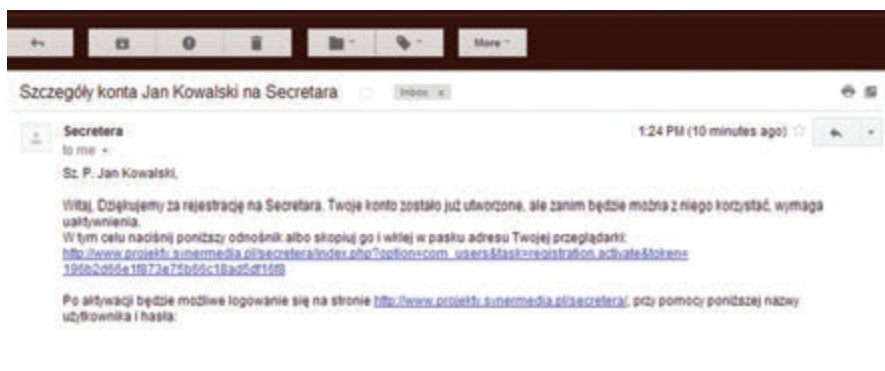 More
Szczegóły konta Jan Kowalski na Secretara
Inbox x
Secretera
1:24 PM (10 minutes ago)
to me
Sz. P. Jan Kowalski,
Witaj, Dziękujemy za rejestrację na Secretara. Twoje konto zostało już utworzone, ale zanim będzie można z niego korzystać, wymaga
uaktywnienia.
W tym celu naciśnij poniższy odnośnik albo skopiuj go i wklej w pasku adresu Twojej przeglądarki:
http://www.projekty.synermedia.pl/secretera/index.php?option=com_users&task=registration.activate&token=
196b2d66e1f873e75b66c18ad5df16f8
Po aktywacji będzie możliwe logowanie się na stronie http://www.projekty.synermedia.pl/secretera/, przy pomocy poniższej nazwy
użytkownika i hasła: